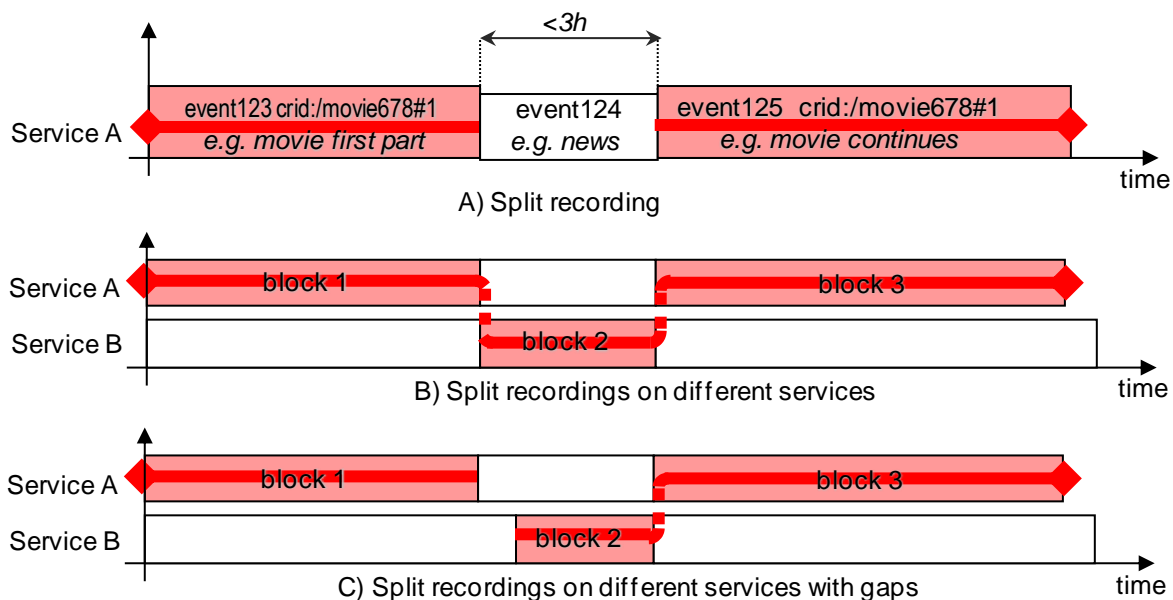 <3h
event123 crid:/movie678#1
event124
event125 crid:/movie678#1
Service A
e.g. movie first part
e.g. news
e.g. movie continues
time
A) Split recording
Service A
block 1
block 3
Service B
block 2
time
B) Split recordings on different services
Service A
block 1
block 3
Service B
block 2
time
C) Split recordings on different services with gaps